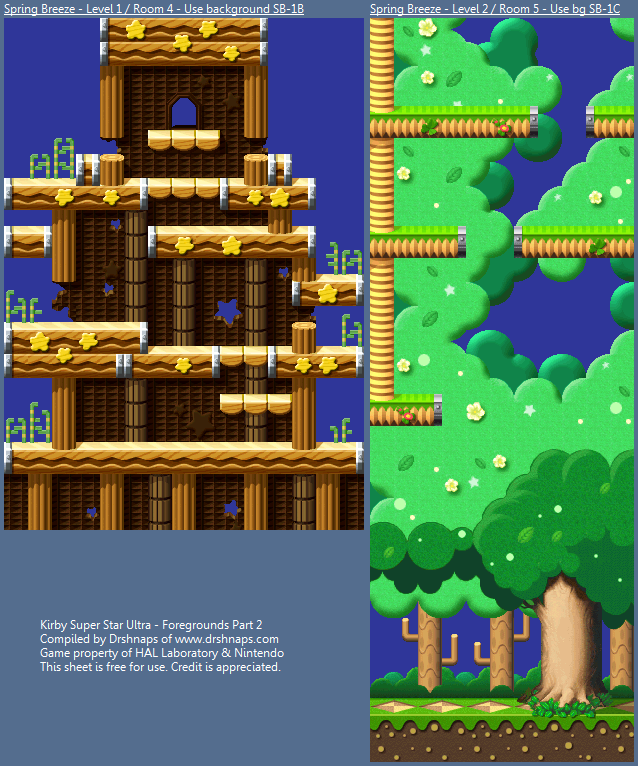 Spring Breeze - Level 1 / Room 4 - Use background SB-1B
Spring Breeze - Level 2 / Room 5 - Use bg SB-1C
Kirby Super Star Ultra - Foregrounds Part 2
Compiled by Drshnaps of www.drshnaps.com
Game property of HAL Laboratory & Nintendo
This sheet is free for use. Credit is appreciated.